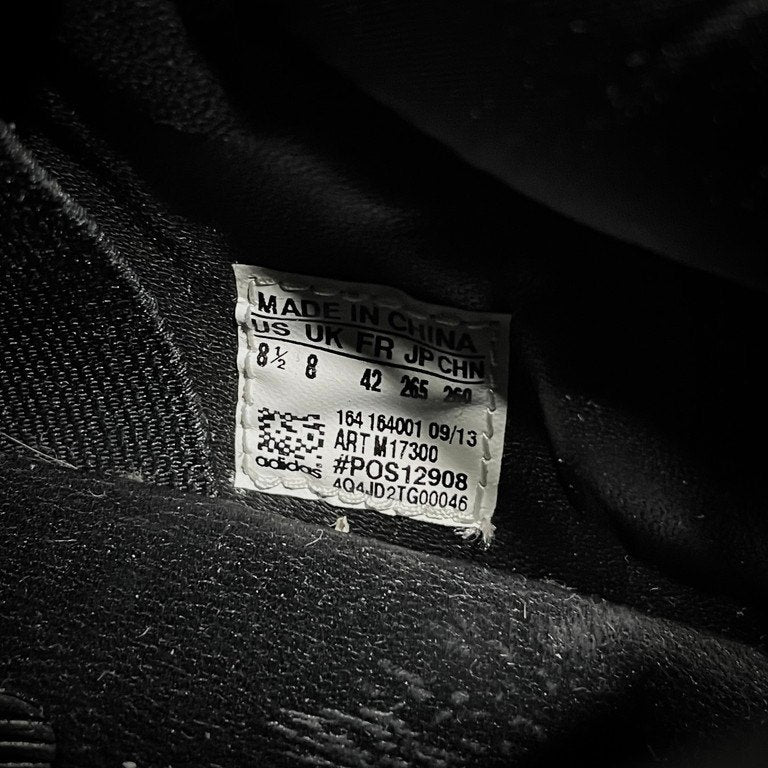 MADE IN CHINA
US UK FR JP CHN
8½ 8 42 265 260
164 164001 09/13
ART M17300
#POS12908
adidas
4Q4JD2TG00046